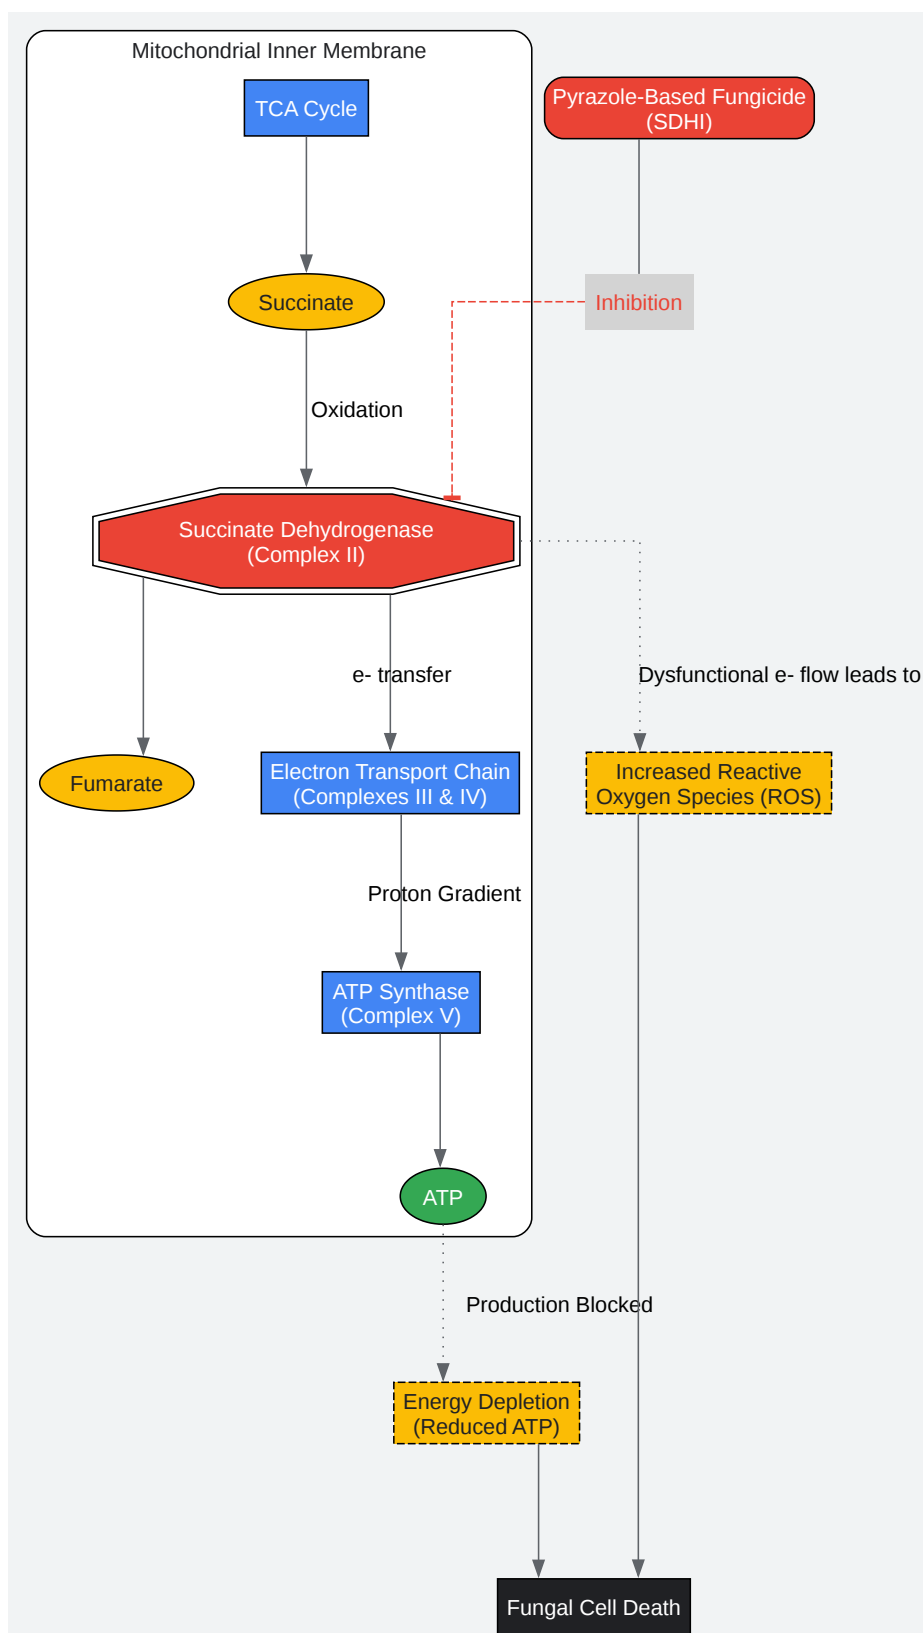 Mitochondrial Inner Membrane
TCA Cycle
Pyrazole-Based Fungicide
(SDHI)
Succinate
Inhibition
Oxidation
Succinate Dehydrogenase
(Complex II)
e- transfer
Dysfunctional e- flow leads to
Fumarate
Electron Transport Chain
(Complexes III & IV)
Increased Reactive
Oxygen Species (ROS)
Proton Gradient
ATP Synthase
(Complex V)
ATP
Production Blocked
Energy Depletion
(Reduced ATP)
Fungal Cell Death